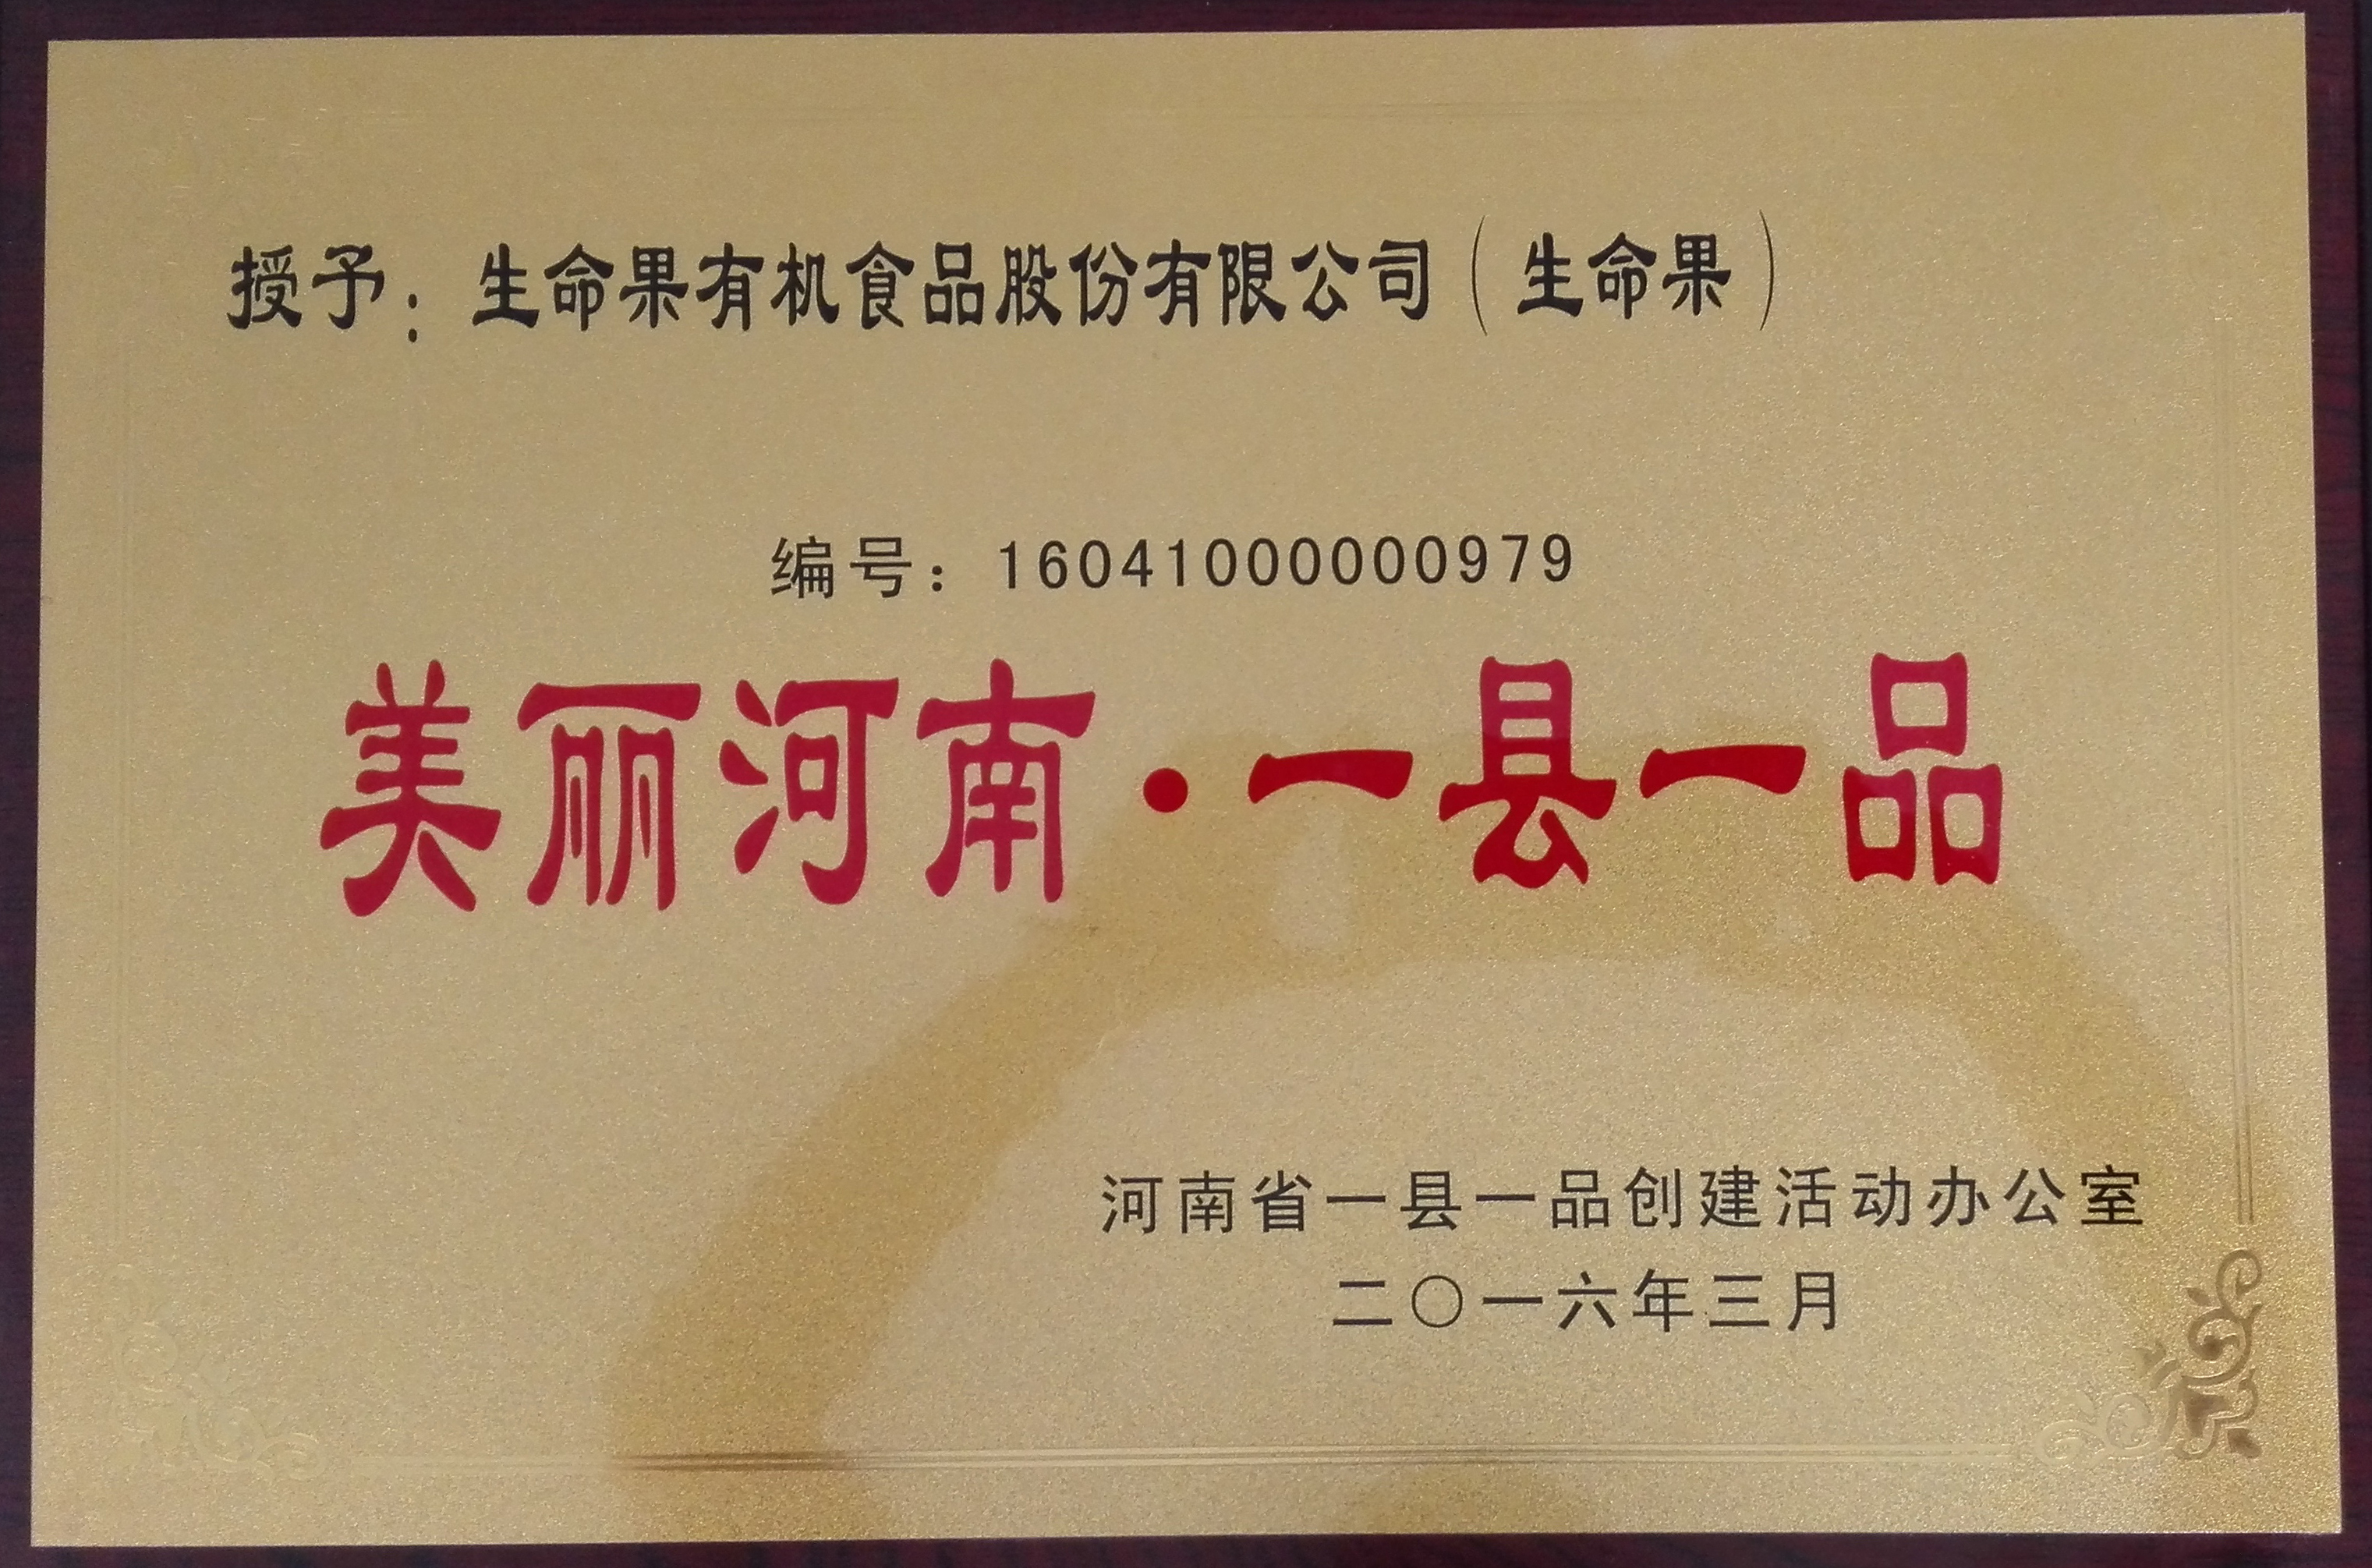 授予：生命果有机食品股份有限公司（生命果）
编号：16041000000979
美丽河南·一县一品
河南省一县一品创建活动办公室
二〇一六年三月